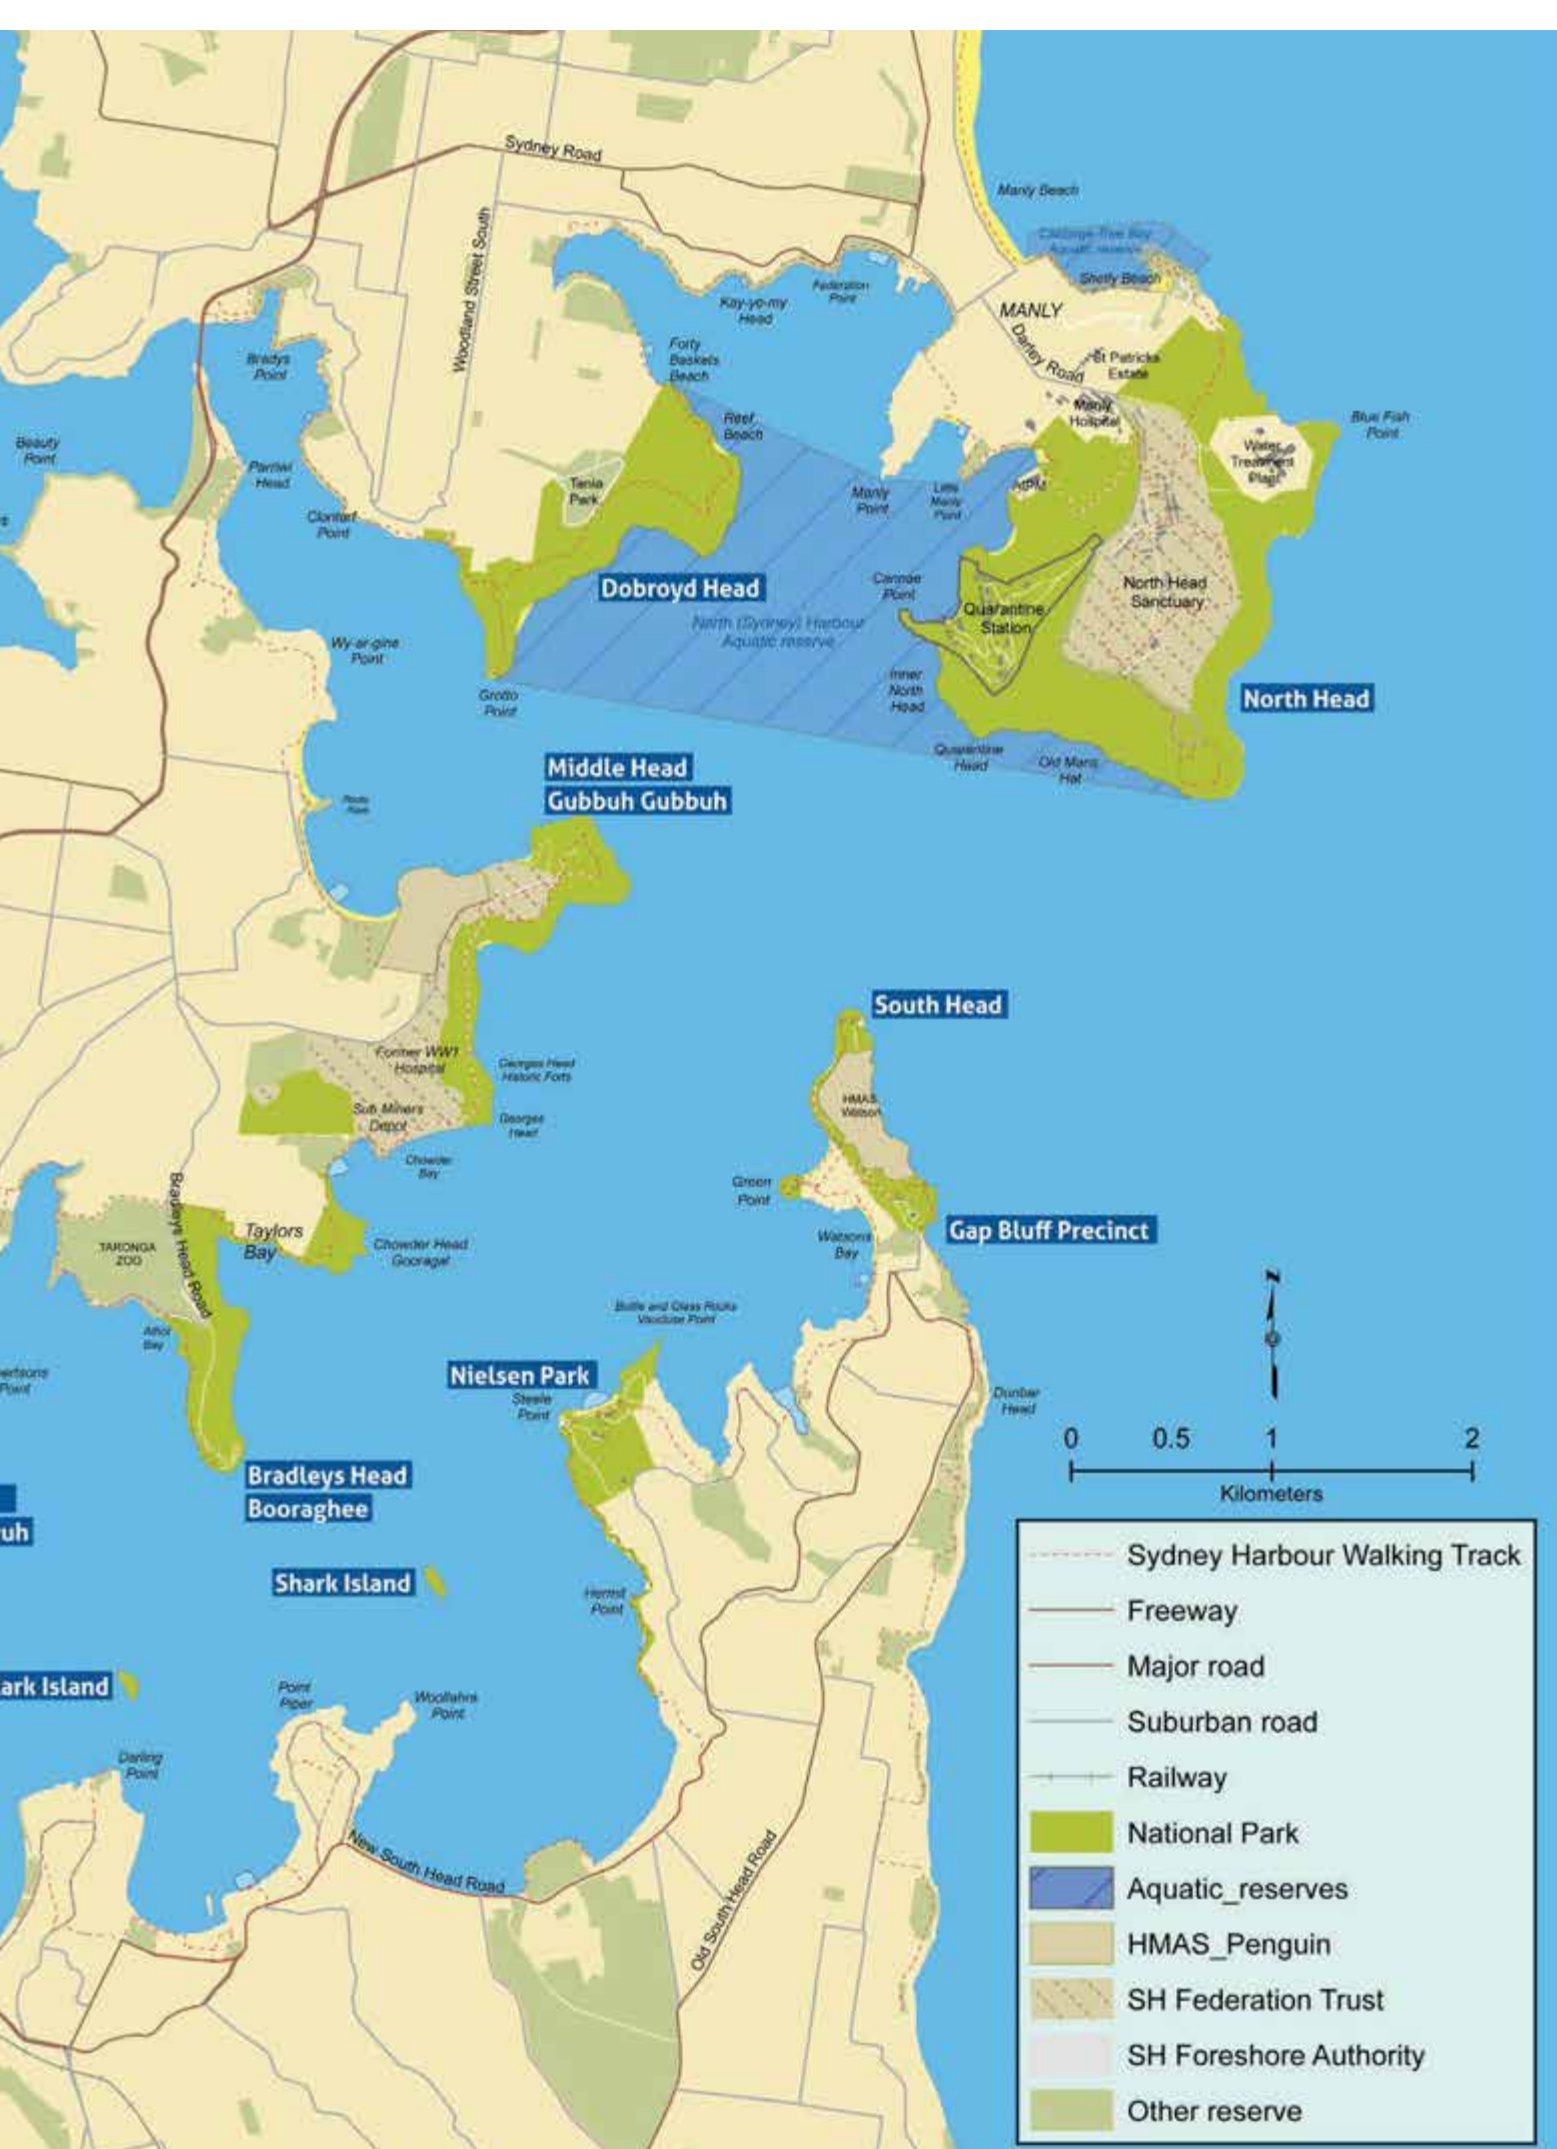 Sydney Road
Woodland Street South
Manly Beach
Cabbage Tree Bay
Aquatic reserve
Shelly Beach
MANLY
Darley Road
St Patricks
Estate
Manly
Hospital
Blue Fish
Point
Water
Treatment
Plant
Federation
Point
Kay-yo-my
Head
Forty
Baskets
Beach
Reef
Beach
Bradys
Point
Beauty
Point
Parriwi
Head
Clontarf
Point
Tania
Park
Manly
Point
Little
Manly
Point
Dobroyd Head
Cannae
Point
Quarantine
Station
North Head
Sanctuary
North (Sydney) Harbour
Aquatic reserve
Wy-ar-gine
Point
Grotto
Point
Inner
North
Head
North Head
Quarantine
Head
Old Mans
Hat
Middle Head
Gubbuh Gubbuh
South Head
Former WW1
Hospital
Georges Head
Historic Forts
Sub Miners
Depot
Georges
Head
HMAS
Watson
Chowder
Bay
Green
Point
Gap Bluff Precinct
Watsons
Bay
Bradleys Head Road
Taylors
Bay
TARONGA
ZOO
Chowder Head
Gooragal
Bottle and Glass Rocks
Vaucluse Point
Athol
Bay
ertsons
Point
Nielsen Park
Steele
Point
Dunbar
Head
0 0.5 1 2
Kilometers
Bradleys Head
Booraghee
uh
Shark Island
Hermit
Point
ark Island
Point
Piper
Woollahra
Point
Darling
Point
New South Head Road
Old South Head Road
Sydney Harbour Walking Track
Freeway
Major road
Suburban road
Railway
National Park
Aquatic_reserves
HMAS_Penguin
SH Federation Trust
SH Foreshore Authority
Other reserve